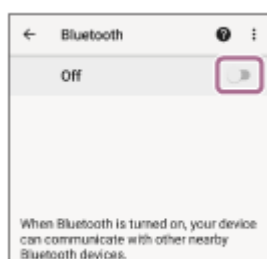 Bluetooth
Off
When Bluetooth is turned on, your device
can communicate with other nearby
Bluetooth devices.